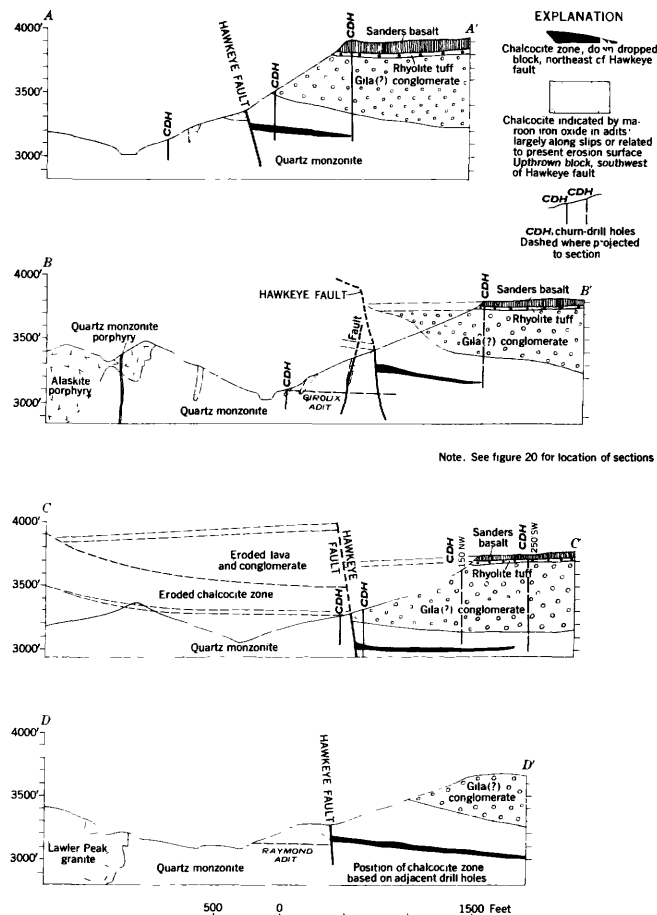 A
4000'
3500'
3000'
CDH
HAWKEYE FAULT
CDH
CDH
Sanders basalt
A'
Rhyolite tuff
Gila(?) conglomerate
Quartz monzonite
EXPLANATION
Chalcocite zone, down dropped
block, northeast of Hawkeye
fault
Chalcocite indicated by ma-
roon iron oxide in adits
largely along slips or related
to present erosion surface
Upthrown block, southwest
of Hawkeye fault
CDH CDH
CDH, churn-drill holes
Dashed where projected
to section
B
4000'
3500'
3000'
Quartz monzonite
porphyry
Alaskite
porphyry
Quartz monzonite
CDH
GIROUX
ADIT
HAWKEYE FAULT
Fault
CDH
Sanders basalt
B'
Rhyolite tuff
Gila(?) conglomerate
Note. See figure 20 for location of sections
C
4000'
3500'
3000'
Eroded lava
and conglomerate
Eroded chalcocite zone
Quartz monzonite
HAWKEYE
FAULT
CDH
CDH
CDH
150 NW
Sanders
basalt
CDH
250 SW
C'
Rhyolite tuff
Gila(?) conglomerate
D
4000'
3500'
3000'
Lawler Peak
granite
Quartz monzonite
RAYMOND
ADIT
HAWKEYE FAULT
D'
Gila(?)
conglomerate
Position of chalcocite zone
based on adjacent drill holes
500 0 1500 Feet